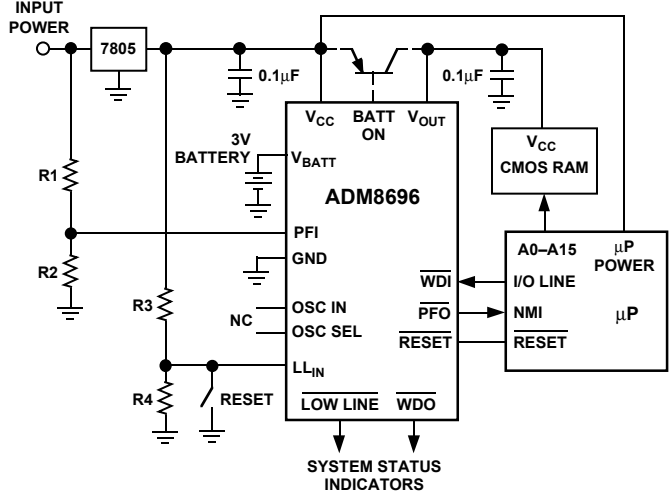 INPUT
POWER
7805
0.1µF
0.1µF
VCC
BATT
ON
VOUT
3V
BATTERY
VBATT
VCC
CMOS RAM
R1
ADM8696
PFI
A0–A15
µP
POWER
R2
GND
WDI
I/O LINE
R3
NC
OSC IN
PFO
NMI
µP
OSC SEL
RESET
RESET
LLIN
R4
RESET
LOW LINE
WDO
SYSTEM STATUS
INDICATORS